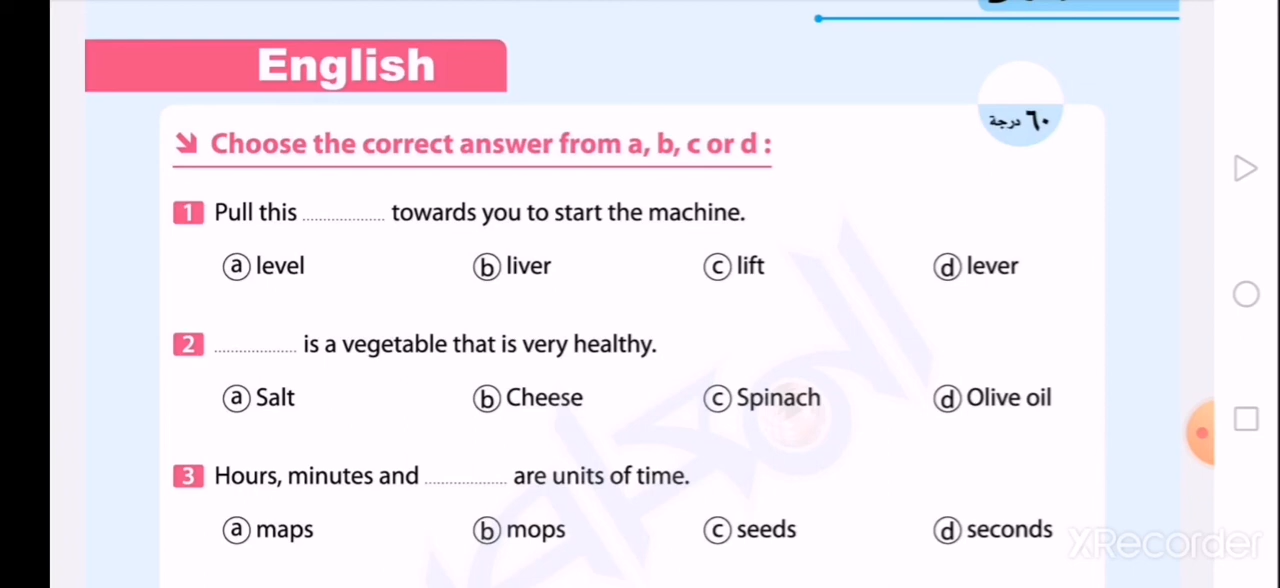 English
٦٠ درجة
Choose the correct answer from a, b, c or d :
1 Pull this .................. towards you to start the machine.
a level b liver c lift d lever
2 .................. is a vegetable that is very healthy.
a Salt b Cheese c Spinach d Olive oil
3 Hours, minutes and .................. are units of time.
a maps b mops c seeds d seconds
XRecorder